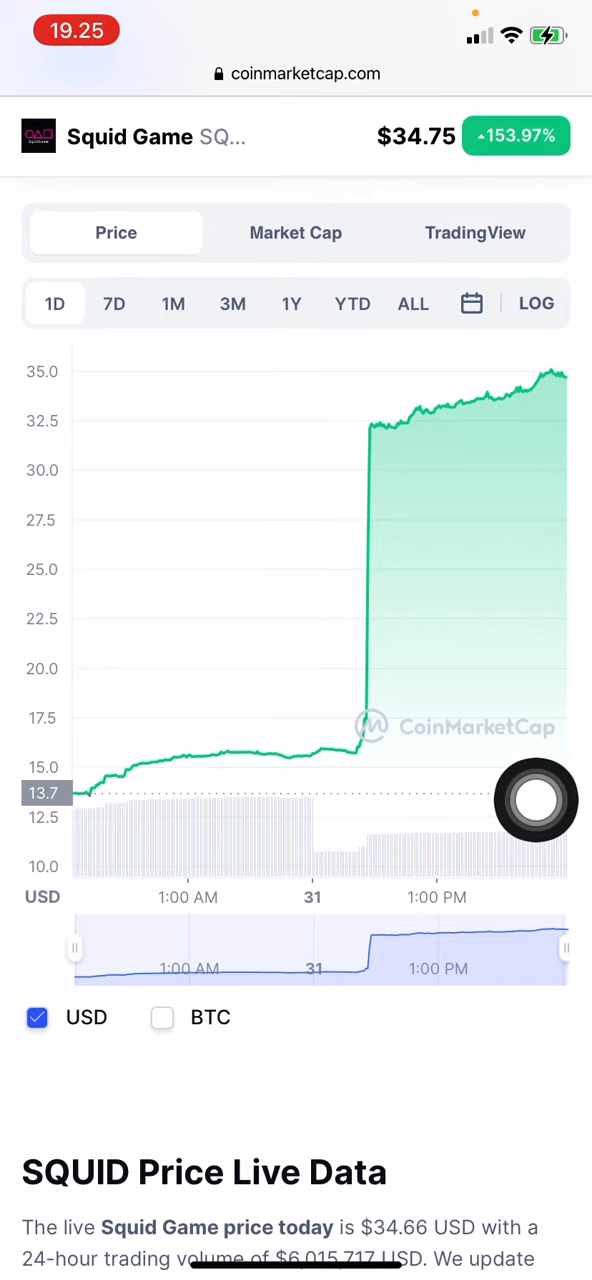 19.25
coinmarketcap.com
Squid Game SQ... $34.75 153.97%
Price Market Cap TradingView
1D 7D 1M 3M 1Y YTD ALL LOG
35.0
32.5
30.0
27.5
25.0
22.5
20.0
17.5
CoinMarketCap
15.0
13.7
12.5
10.0
USD 1:00 AM 31 1:00 PM
1:00 AM 31 1:00 PM
USD BTC
SQUID Price Live Data
The live Squid Game price today is $34.66 USD with a
24-hour trading volume of $6,015,717 USD. We update